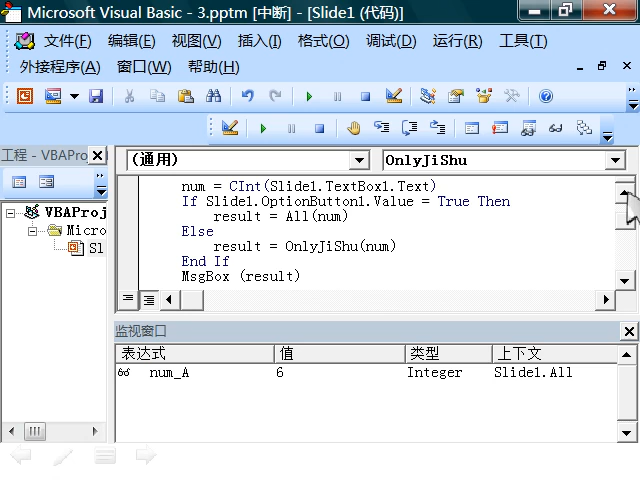 Microsoft Visual Basic - 3.pptm [中断] - [Slide1 (代码)]
文件(F) 编辑(E) 视图(V) 插入(I) 格式(O) 调试(D) 运行(R) 工具(T)
外接程序(A) 窗口(W) 帮助(H)
工程 - VBAProj
(通用) OnlyJiShu
num = CInt(Slide1.TextBox1.Text)
If Slide1.OptionButton1.Value = True Then
result = All(num)
Else
result = OnlyJiShu(num)
End If
MsgBox (result)
VBAProj
Micro
Sl
监视窗口
表达式 值 类型 上下文
num_A 6 Integer Slide1.All